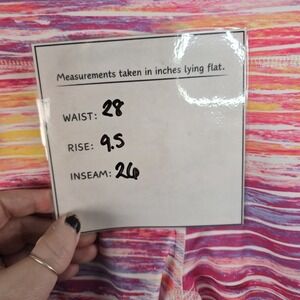 Measurements taken in inches lying flat.
WAIST: 28
RISE: 9.5
INSEAM: 26